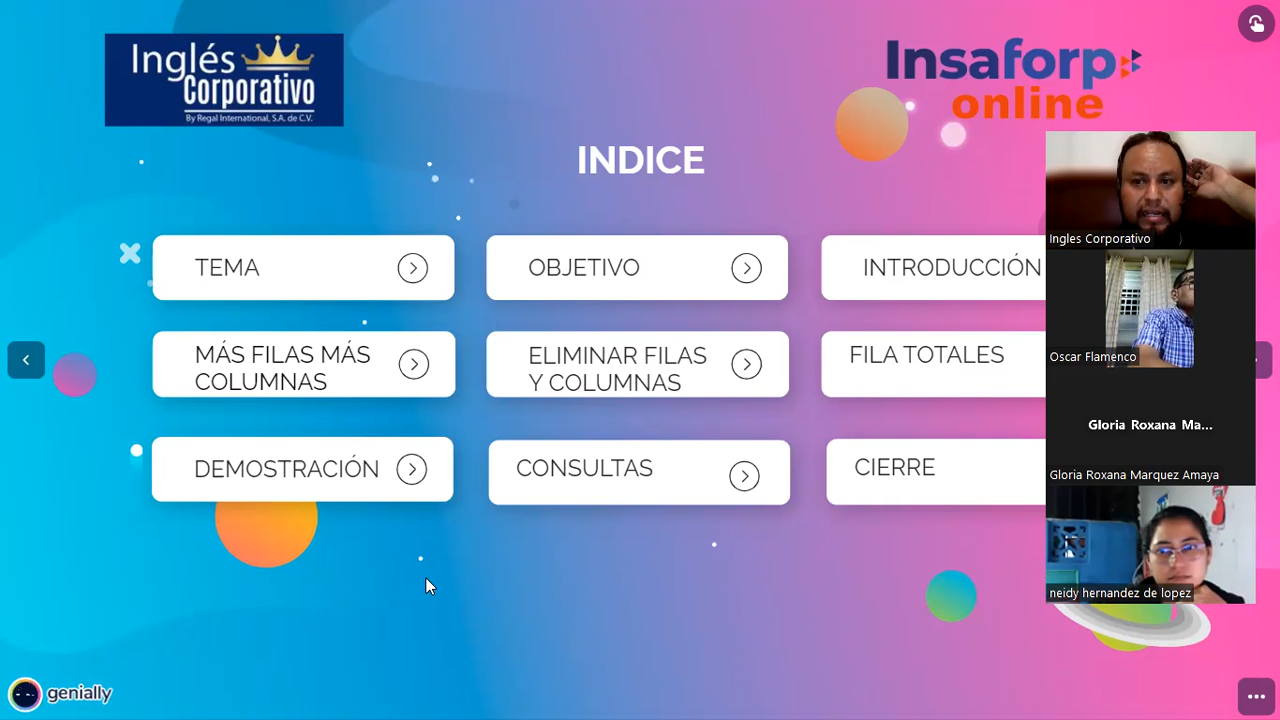 Inglés
Corporativo
By Regal International, S.A. de C.V.
Insaforp
online
INDICE
TEMA
OBJETIVO
INTRODUCCIÓN
MÁS FILAS MÁS
COLUMNAS
ELIMINAR FILAS
Y COLUMNAS
FILA TOTALES
DEMOSTRACIÓN
CONSULTAS
CIERRE
Ingles Corporativo
Oscar Flamenco
Gloria Roxana Ma...
Gloria Roxana Marquez Amaya
neidy hernandez de lopez
genially